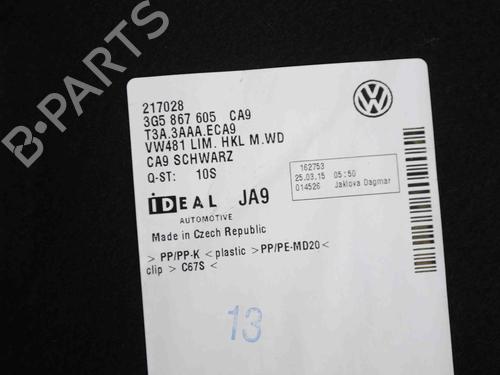 217028
3G5 867 605 CA9
T3A.3AAA.ECA9
VW481 LIM. HKL M.WD
CA9 SCHWARZ
Q-ST: 10S
162753
25.03.15 05:50
014526 Jaklova Dagmar
iDEAL JA9
AUTOMOTIVE
Made in Czech Republic
> PP/PP-K < plastic > PP/PE-MD20 <
clip > C67S <
13
B-PARTS